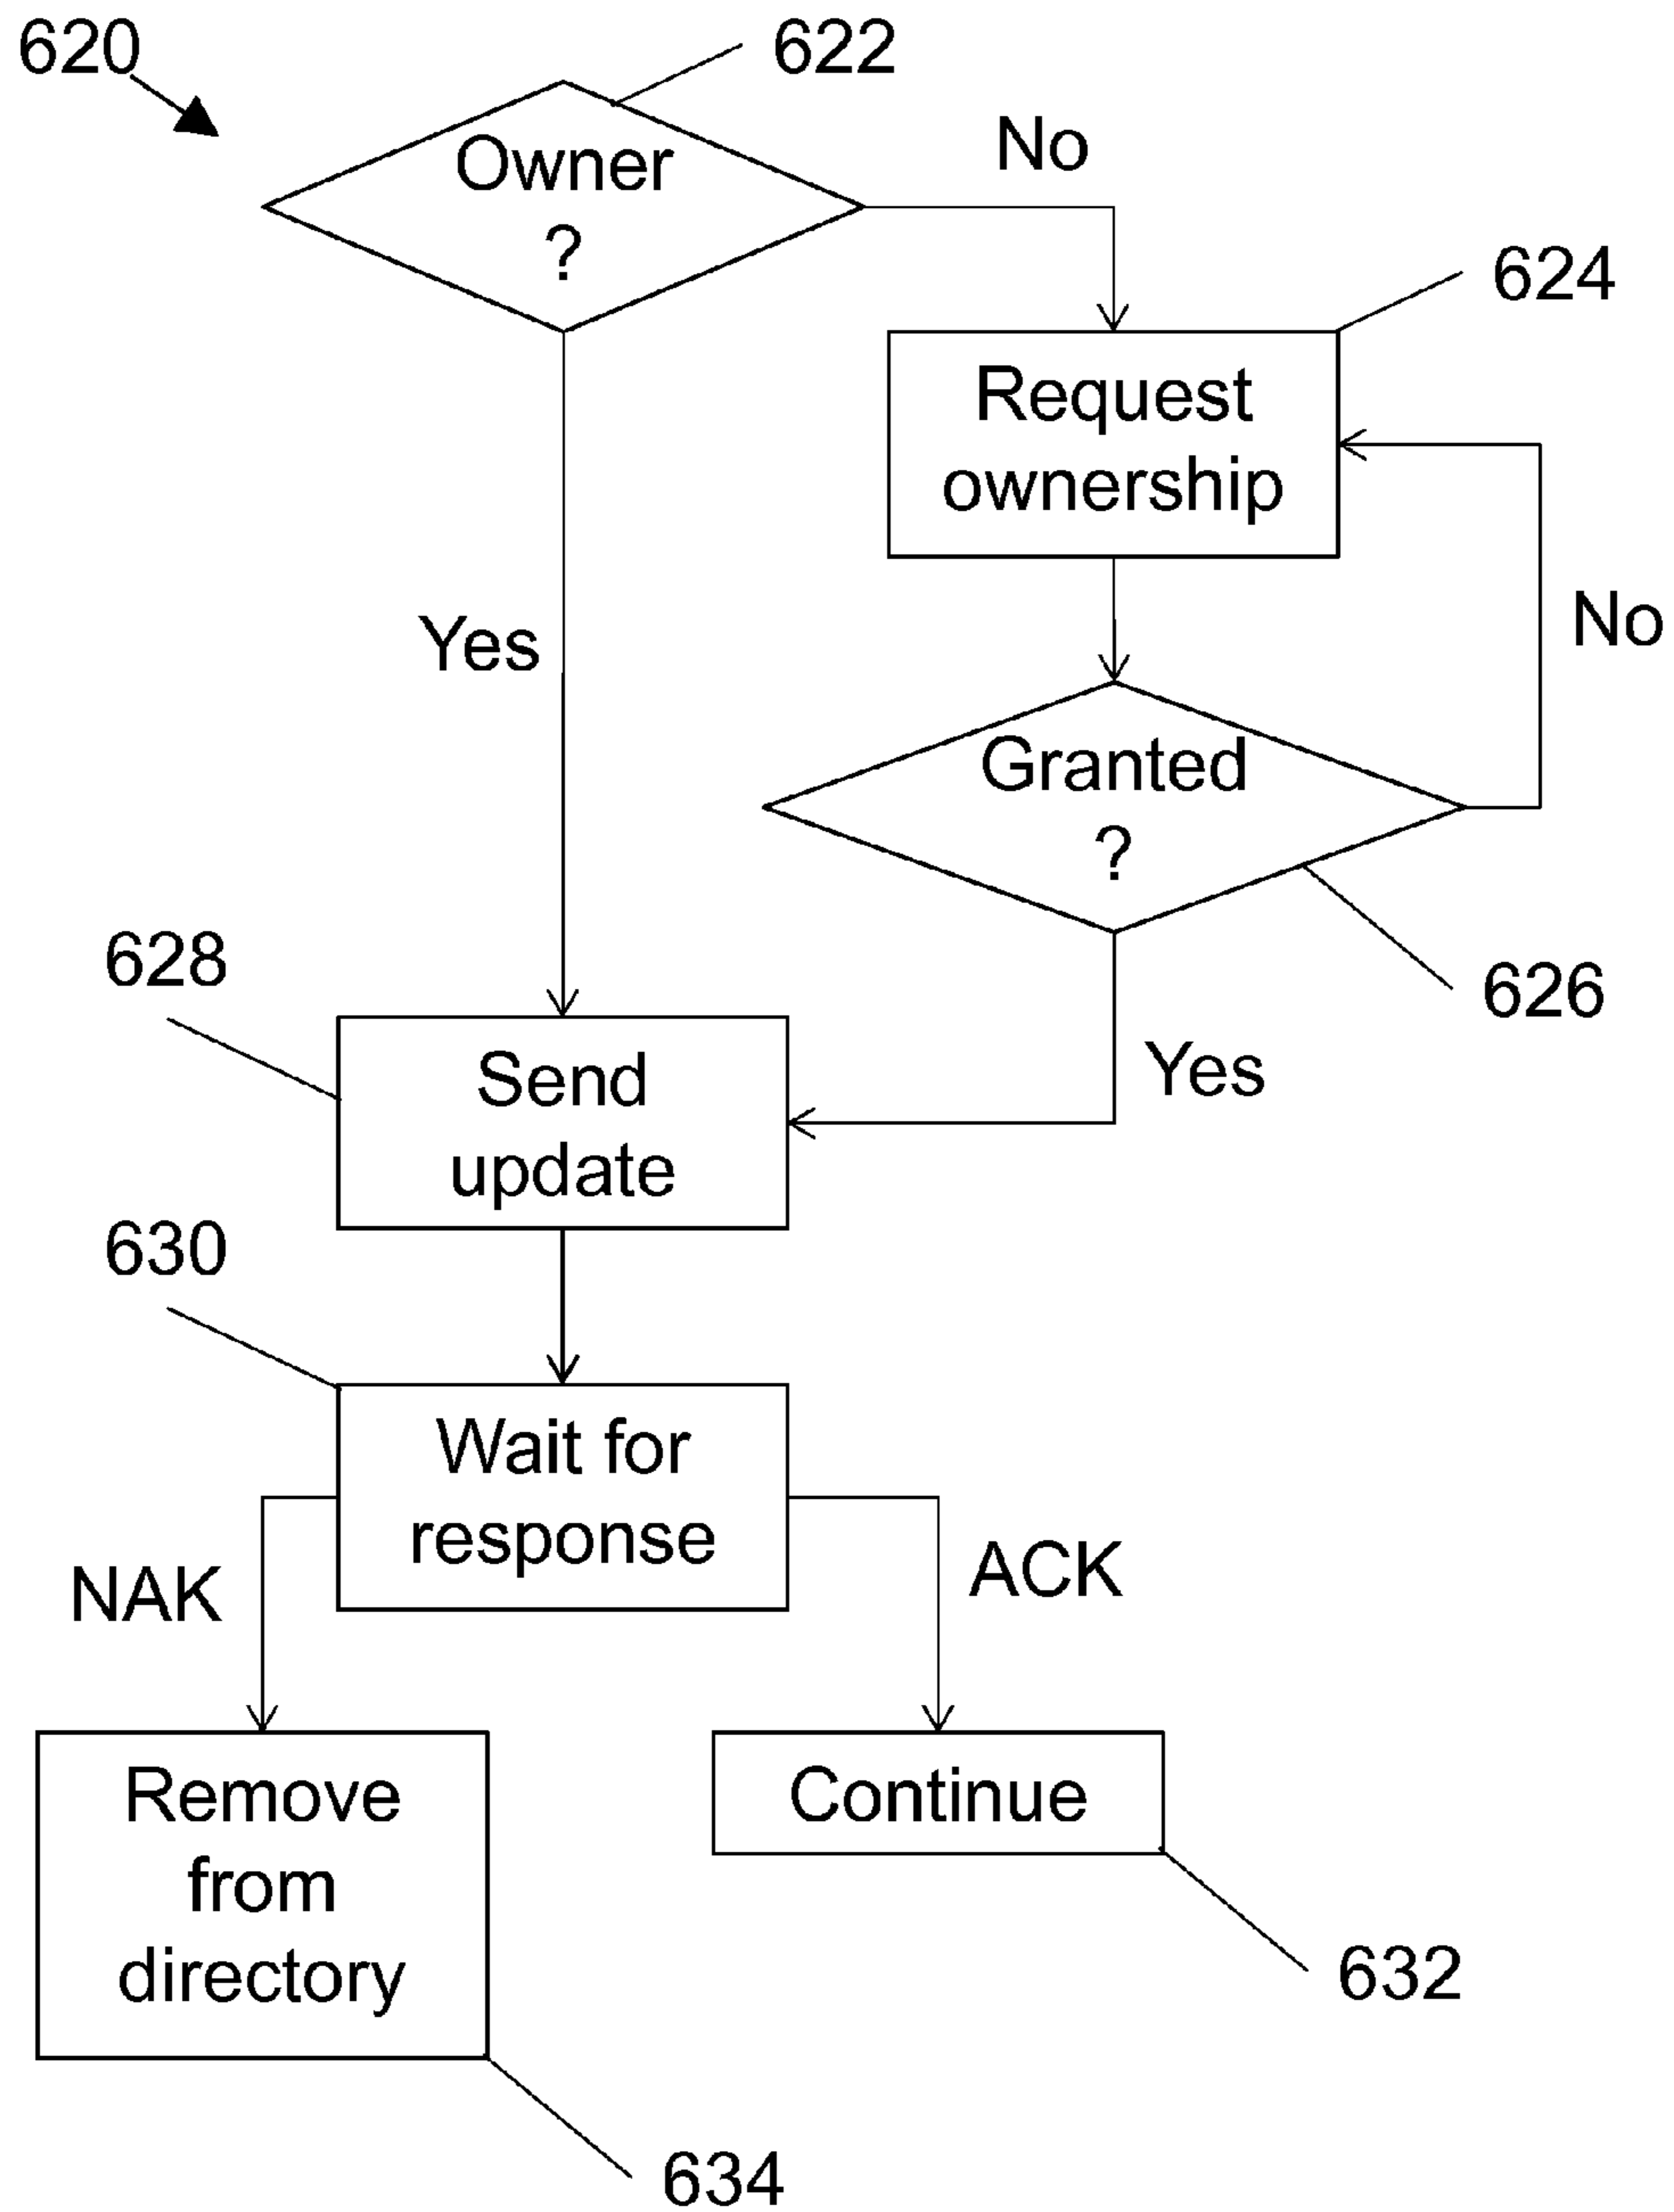 620
622
Owner
?
No
624
Request
ownership
No
Yes
Granted
?
626
628
Send
update
Yes
630
Wait for
response
NAK
ACK
Remove
from
directory
Continue
632
634